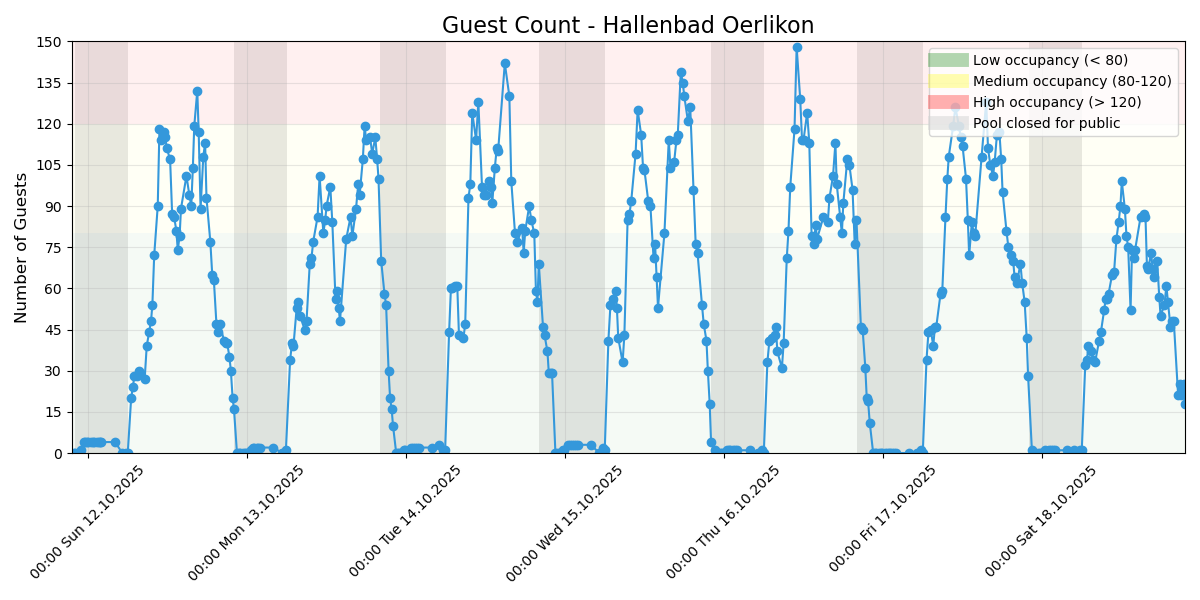 Guest Count - Hallenbad Oerlikon
Number of Guests
150
135
120
105
90
75
60
45
30
15
0
Low occupancy (< 80)
Medium occupancy (80-120)
High occupancy (> 120)
Pool closed for public
00:00 Sun 12.10.2025
00:00 Mon 13.10.2025
00:00 Tue 14.10.2025
00:00 Wed 15.10.2025
00:00 Thu 16.10.2025
00:00 Fri 17.10.2025
00:00 Sat 18.10.2025